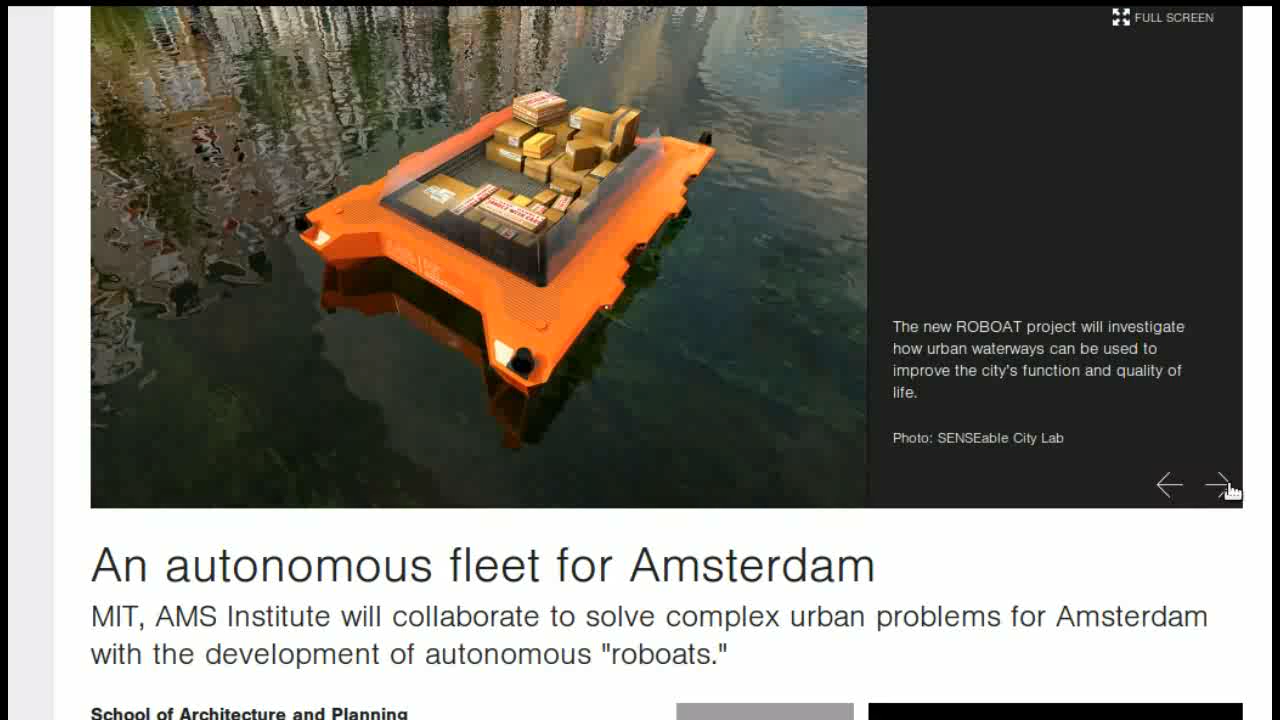 FULL SCREEN
The new ROBOAT project will investigate
how urban waterways can be used to
improve the city's function and quality of
life.
Photo: SENSEable City Lab
An autonomous fleet for Amsterdam
MIT, AMS Institute will collaborate to solve complex urban problems for Amsterdam
with the development of autonomous "roboats."
School of Architecture and Planning